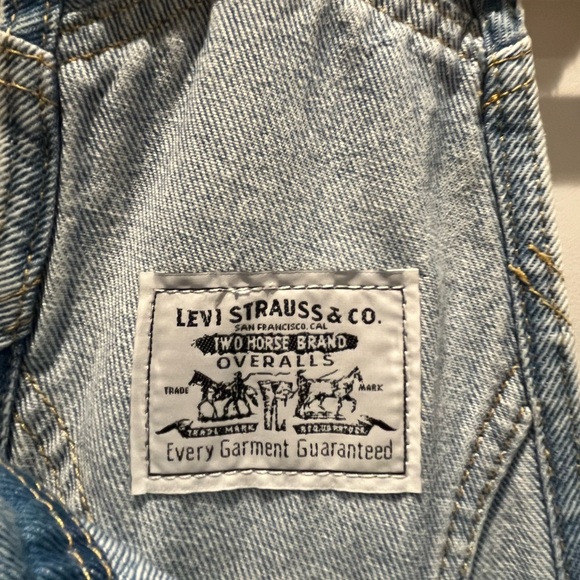 LEVI STRAUSS & CO.
SAN FRANCISCO. CAL
TWO HORSE BRAND
OVERALLS
TRADE MARK
TRADE MARK
Every Garment Guaranteed